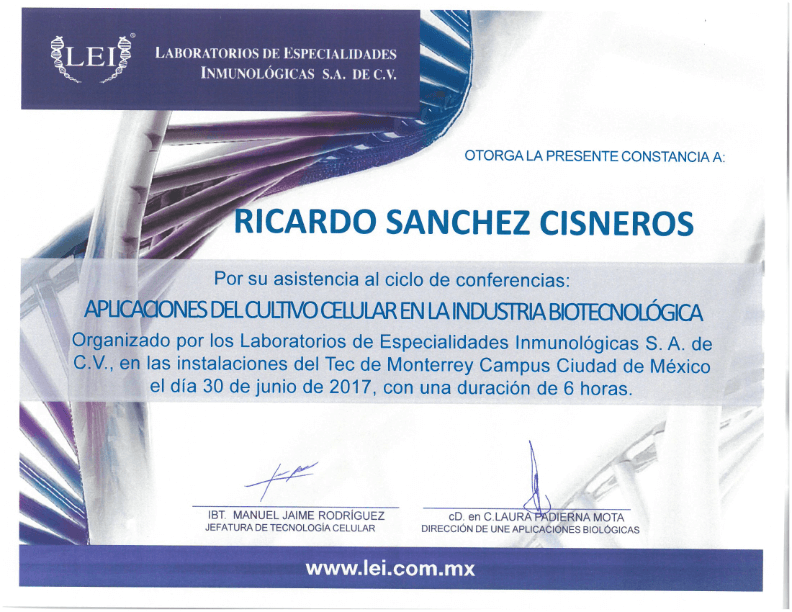 LEI®
LABORATORIOS DE ESPECIALIDADES
INMUNOLÓGICAS S.A. DE C.V.
OTORGA LA PRESENTE CONSTANCIA A:
RICARDO SANCHEZ CISNEROS
Por su asistencia al ciclo de conferencias:
APLICACIONES DEL CULTIVO CELULAR EN LA INDUSTRIA BIOTECNOLÓGICA
Organizado por los Laboratorios de Especialidades Inmunológicas S. A. de
C.V., en las instalaciones del Tec de Monterrey Campus Ciudad de México
el día 30 de junio de 2017, con una duración de 6 horas.
IBT. MANUEL JAIME RODRÍGUEZ
JEFATURA DE TECNOLOGÍA CELULAR
cD. en C.LAURA PADIERNA MOTA
DIRECCIÓN DE UNE APLICACIONES BIOLÓGICAS
www.lei.com.mx